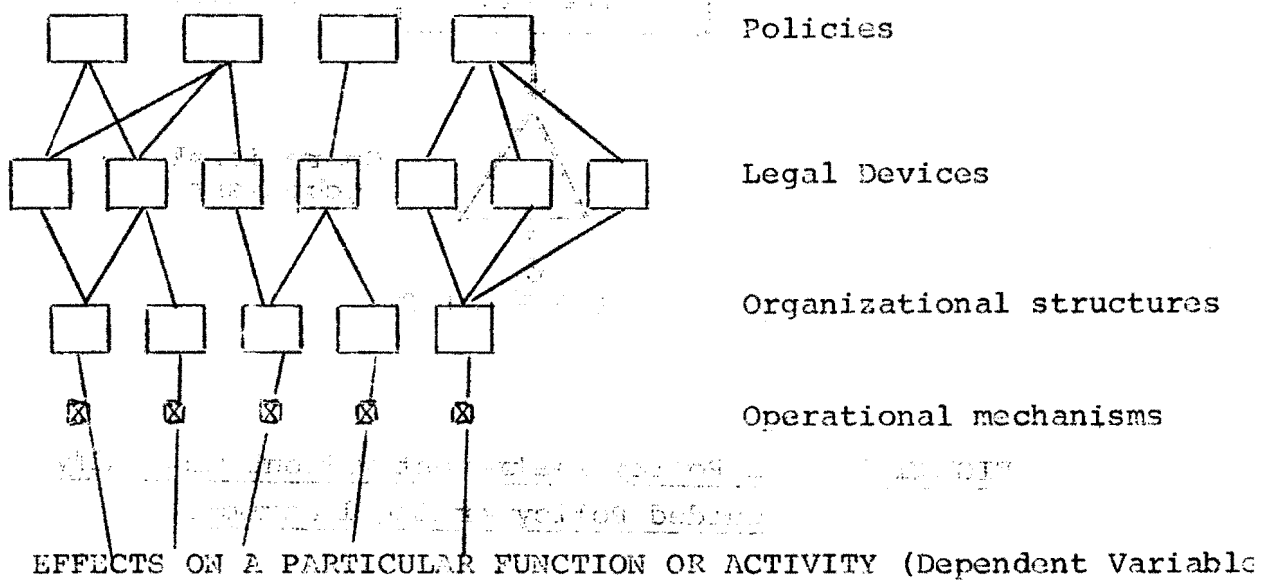 Policies
Legal Devices
Organizational structures
Operational mechanisms
EFFECTS ON A PARTICULAR FUNCTION OR ACTIVITY (Dependent Variable